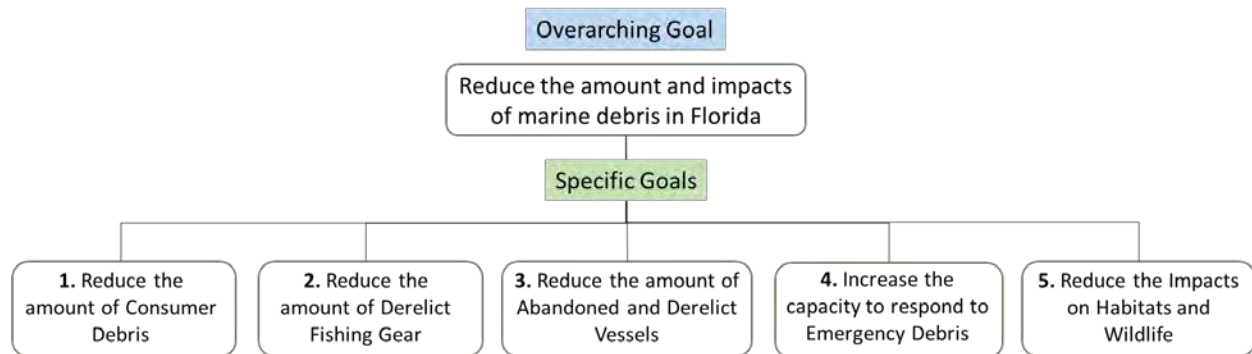 Overarching Goal
Reduce the amount and impacts
of marine debris in Florida
Specific Goals
1. Reduce the
amount of Consumer
Debris
2. Reduce the
amount of Derelict
Fishing Gear
3. Reduce the amount of
Abandoned and Derelict
Vessels
4. Increase the
capacity to respond to
Emergency Debris
5. Reduce the Impacts
on Habitats and
Wildlife